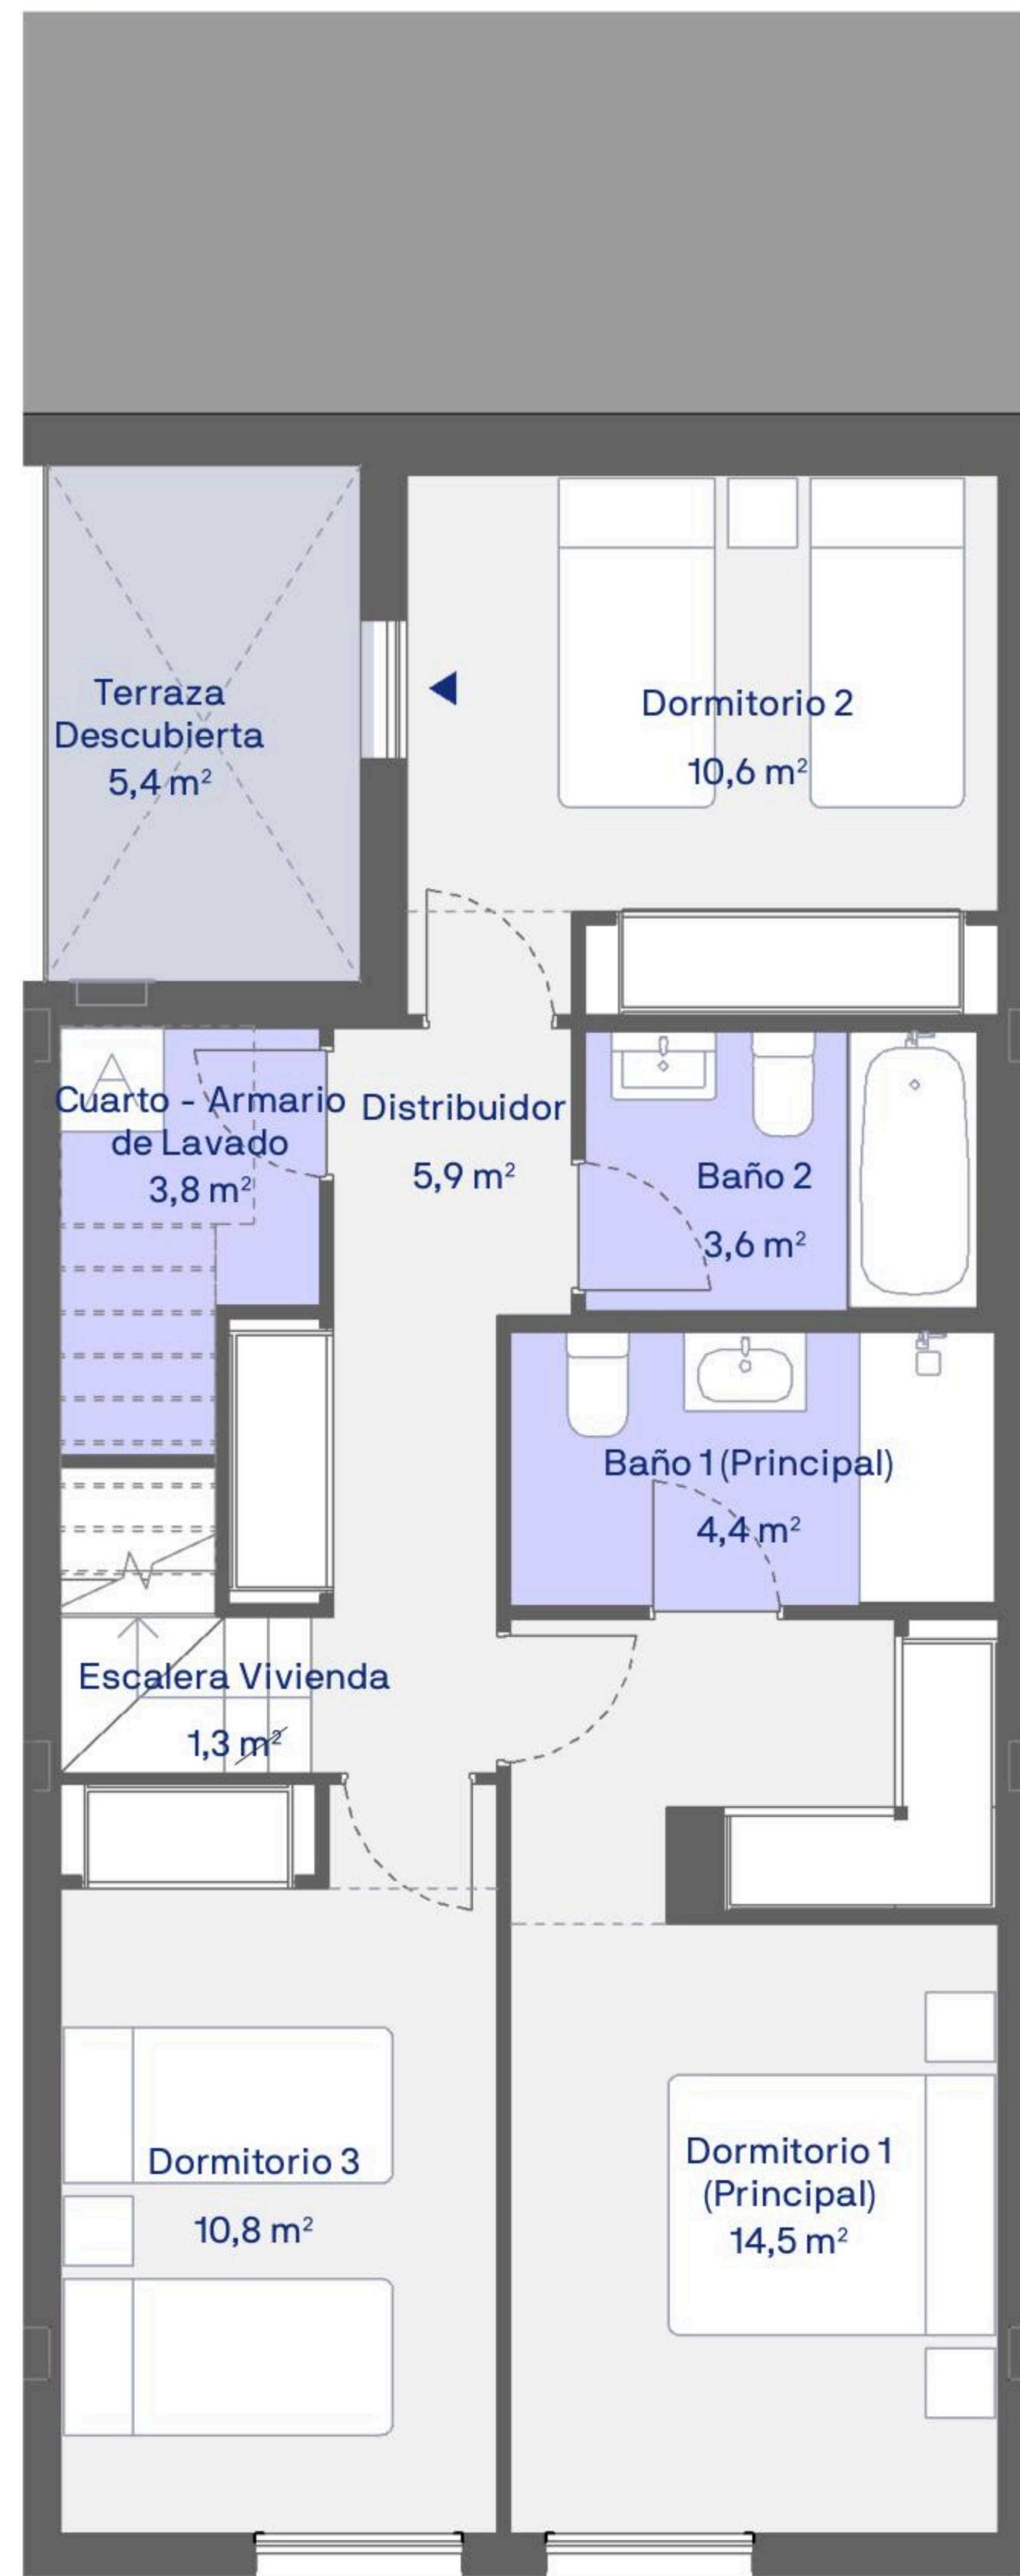 Terraza
Descubierta
5,4 m²
Dormitorio 2
10,6 m²
Cuarto - Armario
de Lavado
3,8 m²
Distribuidor
5,9 m²
Baño 2
3,6 m²
Baño 1 (Principal)
4,4 m²
Escalera Vivienda
1,3 m²
Dormitorio 3
10,8 m²
Dormitorio 1
(Principal)
14,5 m²